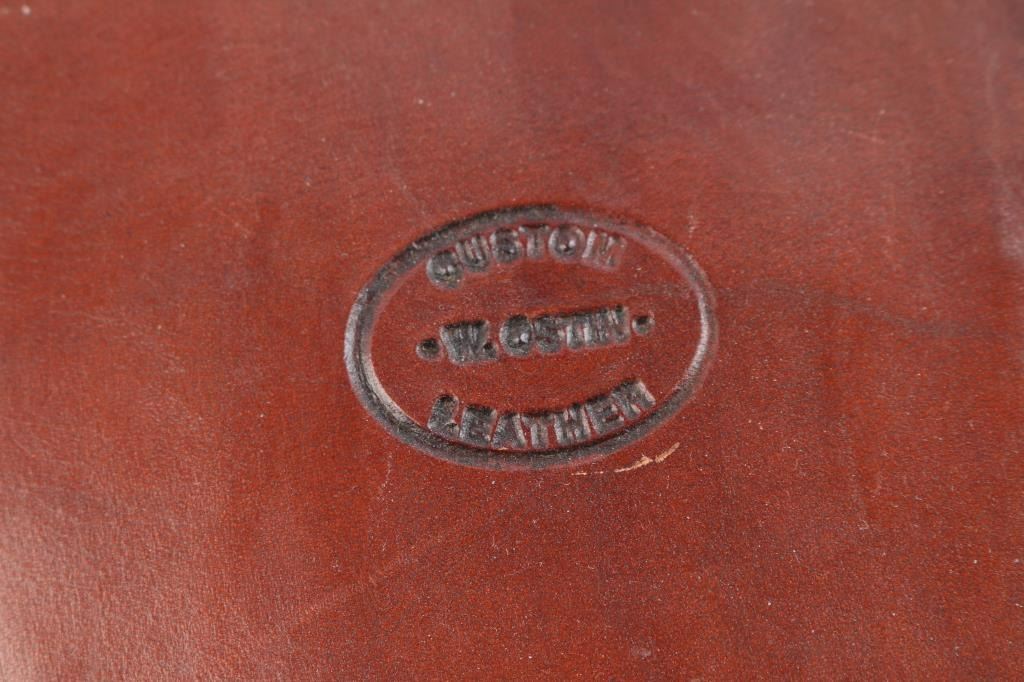 CUSTOM
·W. OSTIN·
LEATHER